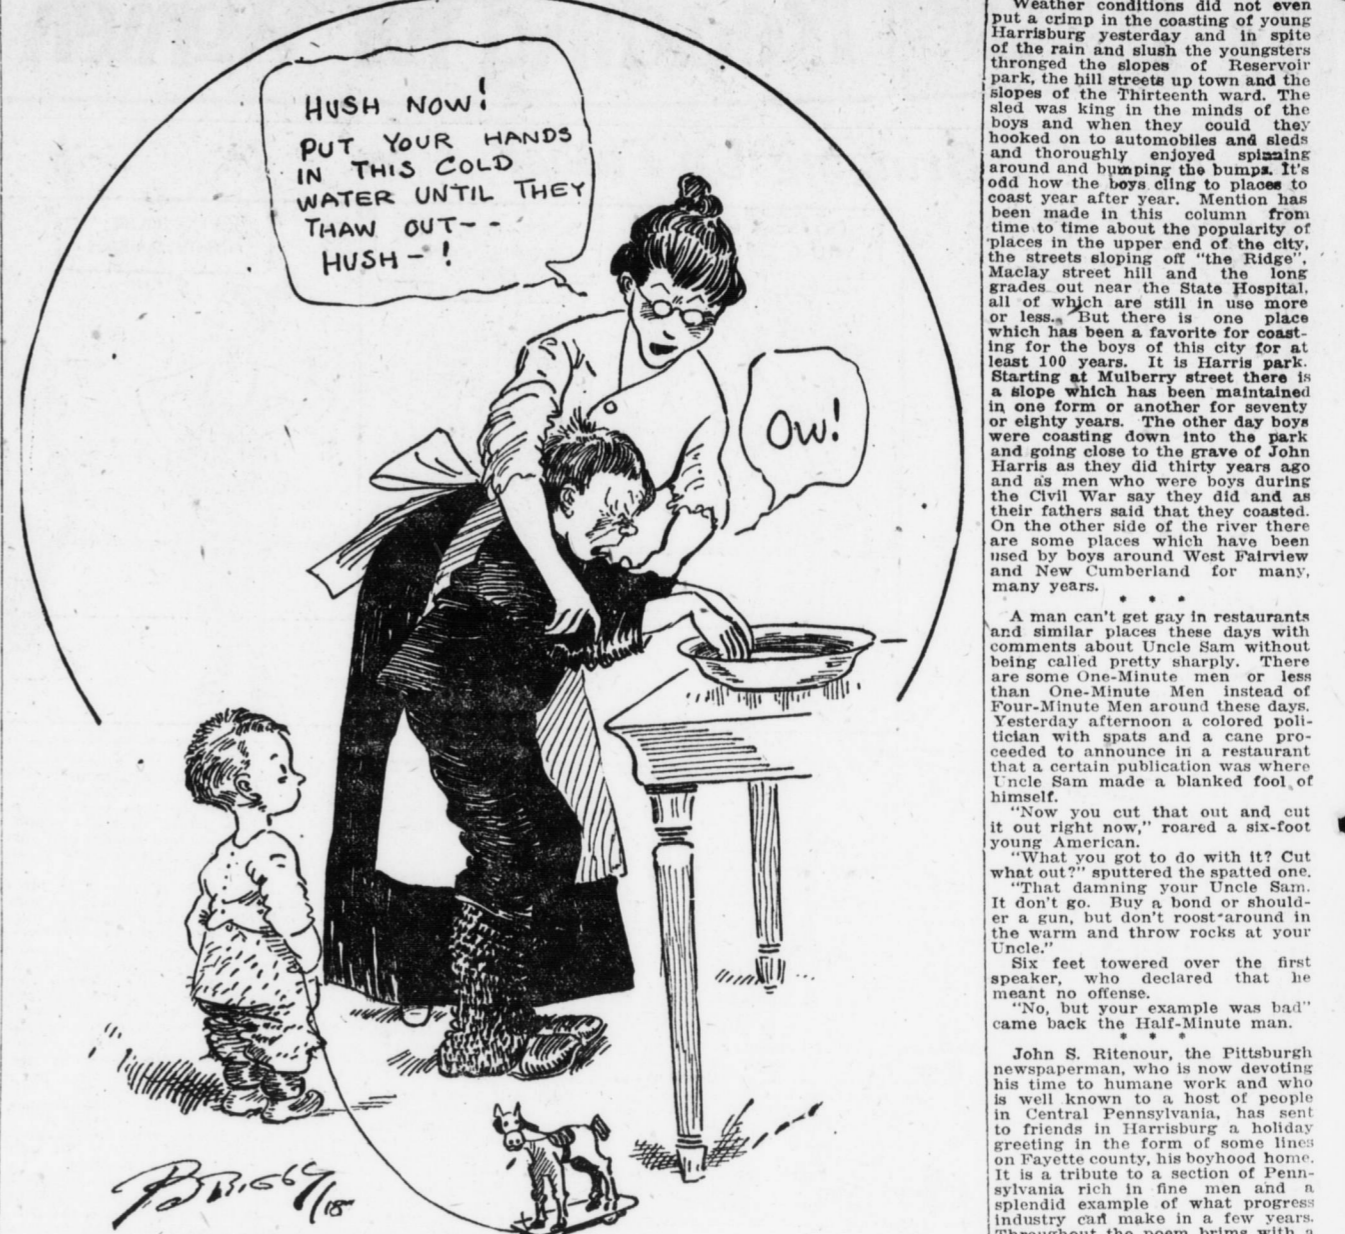 HUSH NOW!
PUT YOUR HANDS
IN THIS COLD
WATER UNTIL THEY
THAW OUT--
HUSH-!
OW!
BRIGGS/18
Weather conditions did not even
put a crimp in the coasting of young
Harrisburg yesterday and in spite
of the rain and slush the youngsters
thronged the slopes of Reservoir
park, the hill streets up town and the
slopes of the Thirteenth ward. The
sled was king in the minds of the
boys and when they could they
hooked on to automobiles and sleds
and thoroughly enjoyed spinning
around and bumping the bumps. It's
odd how the boys cling to places to
coast year after year. Mention has
been made in this column from
time to time about the popularity of
places in the upper end of the city,
the streets sloping off "the Ridge",
Maclay street hill and the long
grades out near the State Hospital,
all of which are still in use more
or less. But there is one place
which has been a favorite for coast-
ing for the boys of this city for at
least 100 years. It is Harris park.
Starting at Mulberry street there is
a slope which has been maintained
in one form or another for seventy
or eighty years. The other day boys
were coasting down into the park
and going close to the grave of John
Harris as they did thirty years ago
and as men who were boys during
the Civil War say they did and as
their fathers said that they coasted.
On the other side of the river there
are some places which have been
used by boys around West Fairview
and New Cumberland for many,
many years.
* * *
A man can't get gay in restaurants
and similar places these days with
comments about Uncle Sam without
being called pretty sharply. There
are some One-Minute men or less
than One-Minute Men instead of
Four-Minute Men around these days.
Yesterday afternoon a colored poli-
tician with spats and a cane pro-
ceeded to announce in a restaurant
that a certain publication was where
Uncle Sam made a blanked fool of
himself.
"Now you cut that out and cut
it out right now," roared a six-foot
young American.
"What you got to do with it? Cut
what out?" sputtered the spatted one.
"That damning your Uncle Sam.
It don't go. Buy a bond or should-
er a gun, but don't roost around in
the warm and throw rocks at your
Uncle."
Six feet towered over the first
speaker, who declared that he
meant no offense.
"No, but your example was bad"
came back the Half-Minute man.
* * *
John S. Ritenour, the Pittsburgh
newspaperman, who is now devoting
his time to humane work and who
is well known to a host of people
in Central Pennsylvania, has sent
to friends in Harrisburg a holiday
greeting in the form of some lines
on Fayette county, his boyhood home.
It is a tribute to a section of Penn-
sylvania rich in fine men and a
splendid example of what progress
industry can make in a few years.
Throughout the poem brims with a